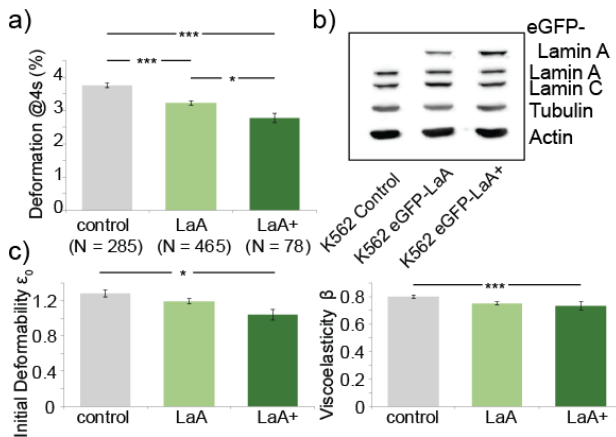 a)
Deformation @4s (%)
4
3
2
1
0
***
***
*
control
LaA
LaA+
(N = 285)
(N = 465)
(N = 78)
b)
eGFP-
Lamin A
Lamin A
Lamin C
Tubulin
Actin
K562 Control
K562 eGFP-LaA
K562 eGFP-LaA+
c)
Initial Deformability ε0
1.2
0.8
0.4
0
*
control
LaA
LaA+
Viscoelasticity β
0.8
0.6
0.4
0.2
0
***
control
LaA
LaA+